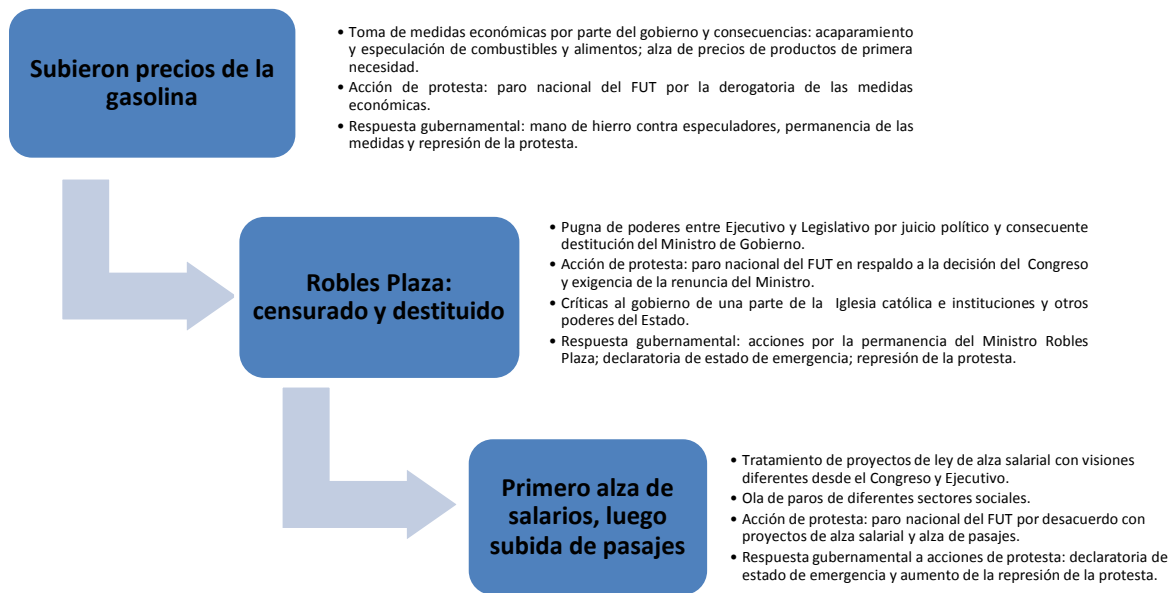 Subieron precios de la
gasolina
• Toma de medidas económicas por parte del gobierno y consecuencias: acaparamiento
y especulación de combustibles y alimentos; alza de precios de productos de primera
necesidad.
• Acción de protesta: paro nacional del FUT por la derogatoria de las medidas
económicas.
• Respuesta gubernamental: mano de hierro contra especuladores, permanencia de las
medidas y represión de la protesta.
Robles Plaza:
censurado y destituido
• Pugna de poderes entre Ejecutivo y Legislativo por juicio político y consecuente
destitución del Ministro de Gobierno.
• Acción de protesta: paro nacional del FUT en respaldo a la decisión del Congreso
y exigencia de la renuncia del Ministro.
• Críticas al gobierno de una parte de la Iglesia católica e instituciones y otros
poderes del Estado.
• Respuesta gubernamental: acciones por la permanencia del Ministro Robles
Plaza; declaratoria de estado de emergencia; represión de la protesta.
Primero alza de
salarios, luego
subida de pasajes
• Tratamiento de proyectos de ley de alza salarial con visiones
diferentes desde el Congreso y Ejecutivo.
• Ola de paros de diferentes sectores sociales.
• Acción de protesta: paro nacional del FUT por desacuerdo con
proyectos de alza salarial y alza de pasajes.
• Respuesta gubernamental a acciones de protesta: declaratoria de
estado de emergencia y aumento de la represión de la protesta.